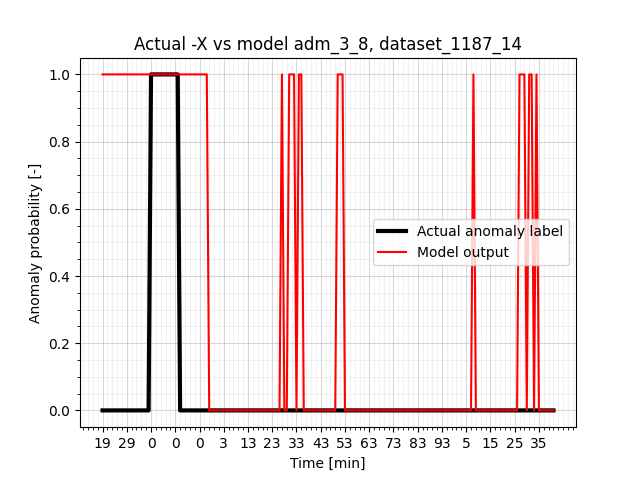 Actual -X vs model adm_3_8, dataset_1187_14
Anomaly probability [-]
1.0
0.8
0.6
0.4
0.2
0.0
Actual anomaly label
Model output
19 29 0 0 0 3 13 23 33 43 53 63 73 83 93 5 15 25 35
Time [min]